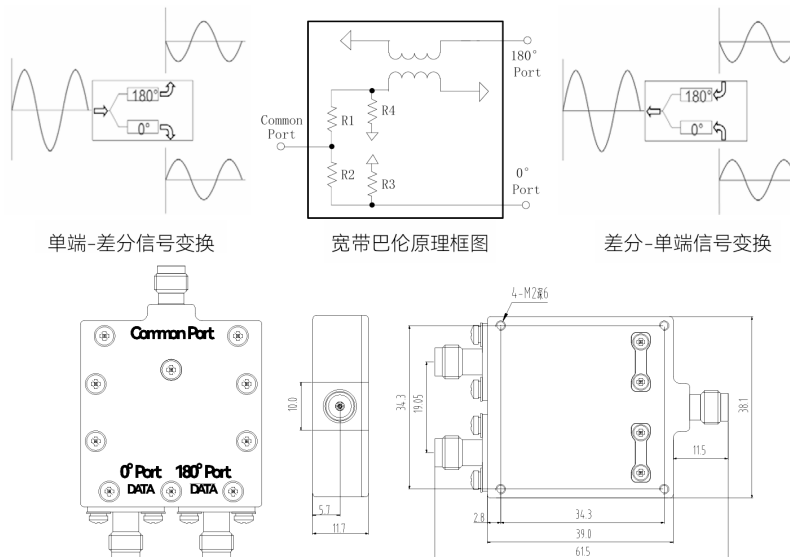 180°
0°
180°
Port
Common
Port
R1
R4
R2
R3
0°
Port
180°
0°
单端-差分信号变换
宽带巴伦原理框图
差分-单端信号变换
Common Port
0° Port 180° Port
DATA DATA
10.0
5.7
11.7
4-M2深6
34.3
19.05
38.1
11.5
2.8
34.3
39.0
61.5